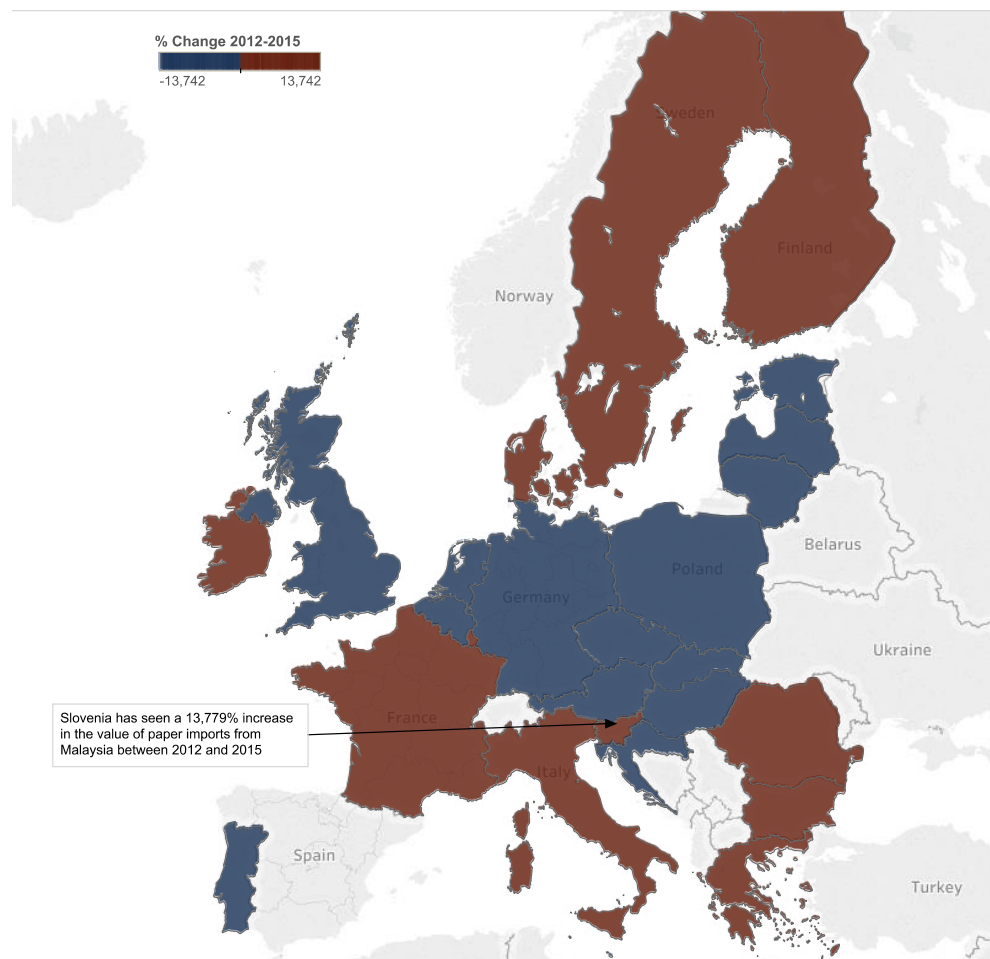 % Change 2012-2015
-13,742 13,742
Sweden
Finland
Norway
Belarus
Poland
Germany
Ukraine
Slovenia has seen a 13,779% increase
in the value of paper imports from
Malaysia between 2012 and 2015
France
Italy
Spain
Turkey